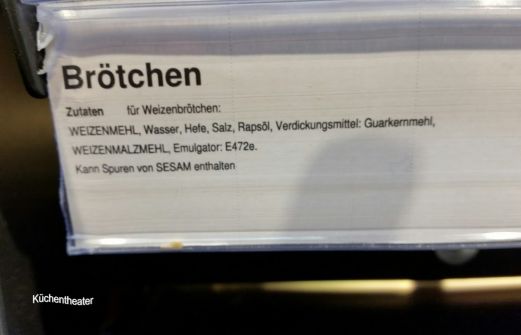 Brötchen
Zutaten für Weizenbrötchen:
WEIZENMEHL, Wasser, Hefe, Salz, Rapsöl, Verdickungsmittel: Guarkernmehl,
WEIZENMALZMEHL, Emulgator: E472e.
Kann Spuren von SESAM enthalten
Küchentheater